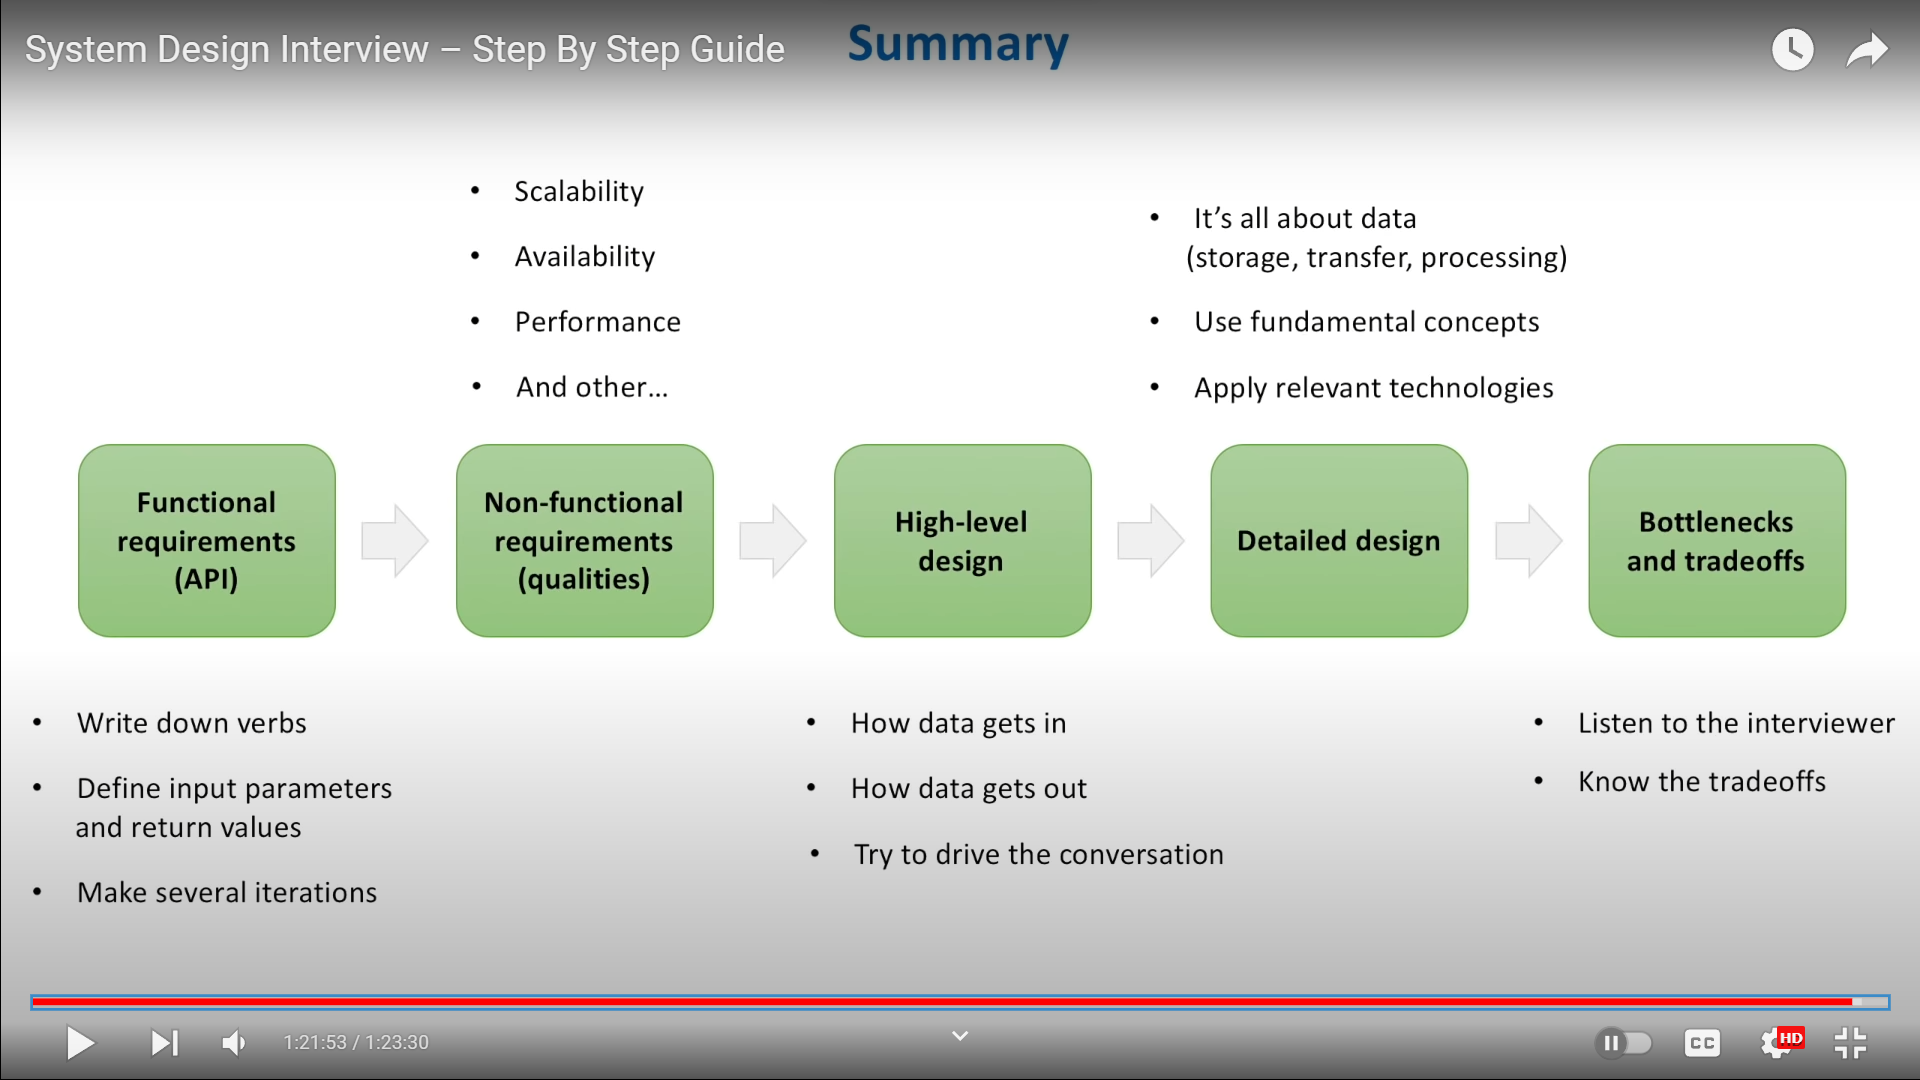 System Design Interview – Step By Step Guide
Summary
• Scalability
• Availability
• Performance
• And other...
• It's all about data
(storage, transfer, processing)
• Use fundamental concepts
• Apply relevant technologies
Functional
requirements
(API)
Non-functional
requirements
(qualities)
High-level
design
Detailed design
Bottlenecks
and tradeoffs
• Write down verbs
• Define input parameters
and return values
• Make several iterations
• How data gets in
• How data gets out
• Try to drive the conversation
• Listen to the interviewer
• Know the tradeoffs
1:21:53 / 1:23:30
CC
HD